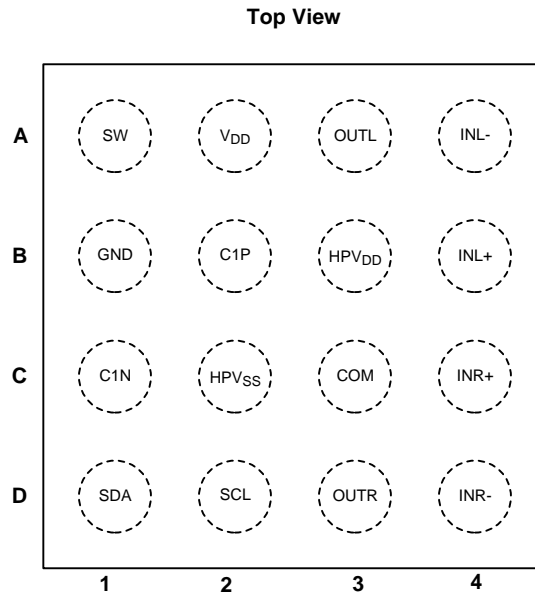 Top View
A SW VDD OUTL INL-
B GND C1P HPVDD INL+
C C1N HPVSS COM INR+
D SDA SCL OUTR INR-
1 2 3 4